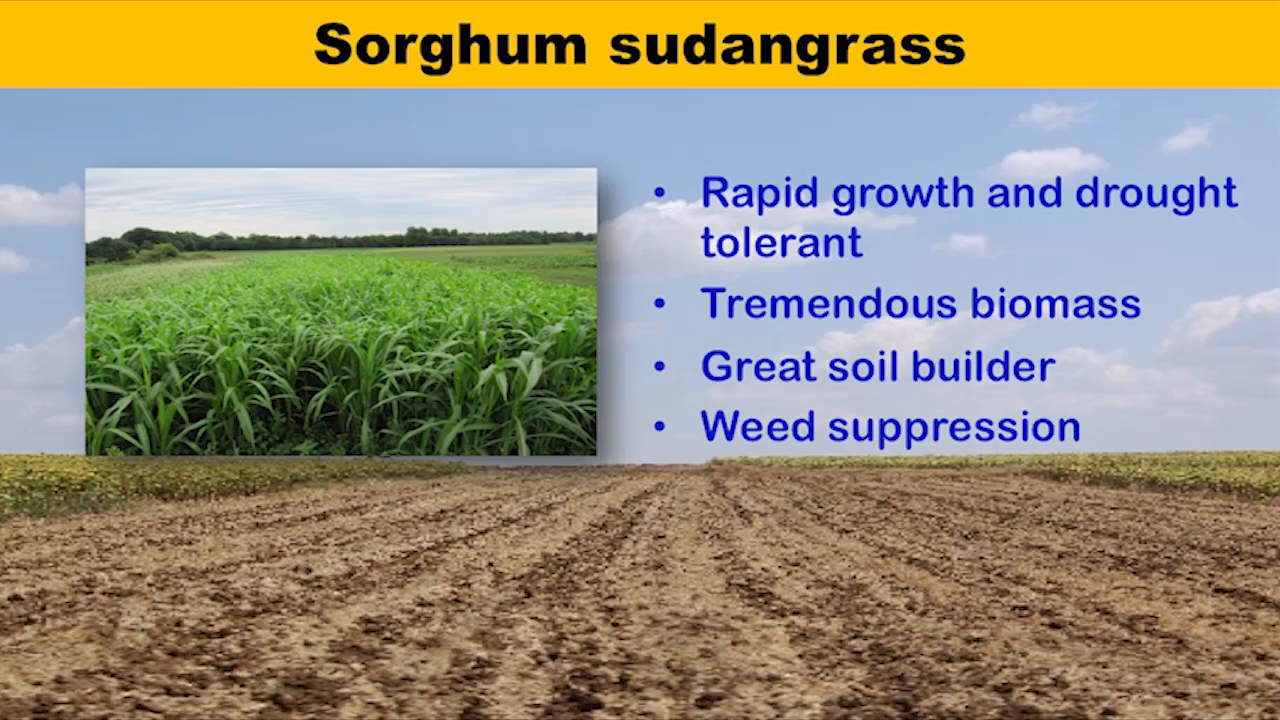 Sorghum sudangrass
• Rapid growth and drought
tolerant
• Tremendous biomass
• Great soil builder
• Weed suppression